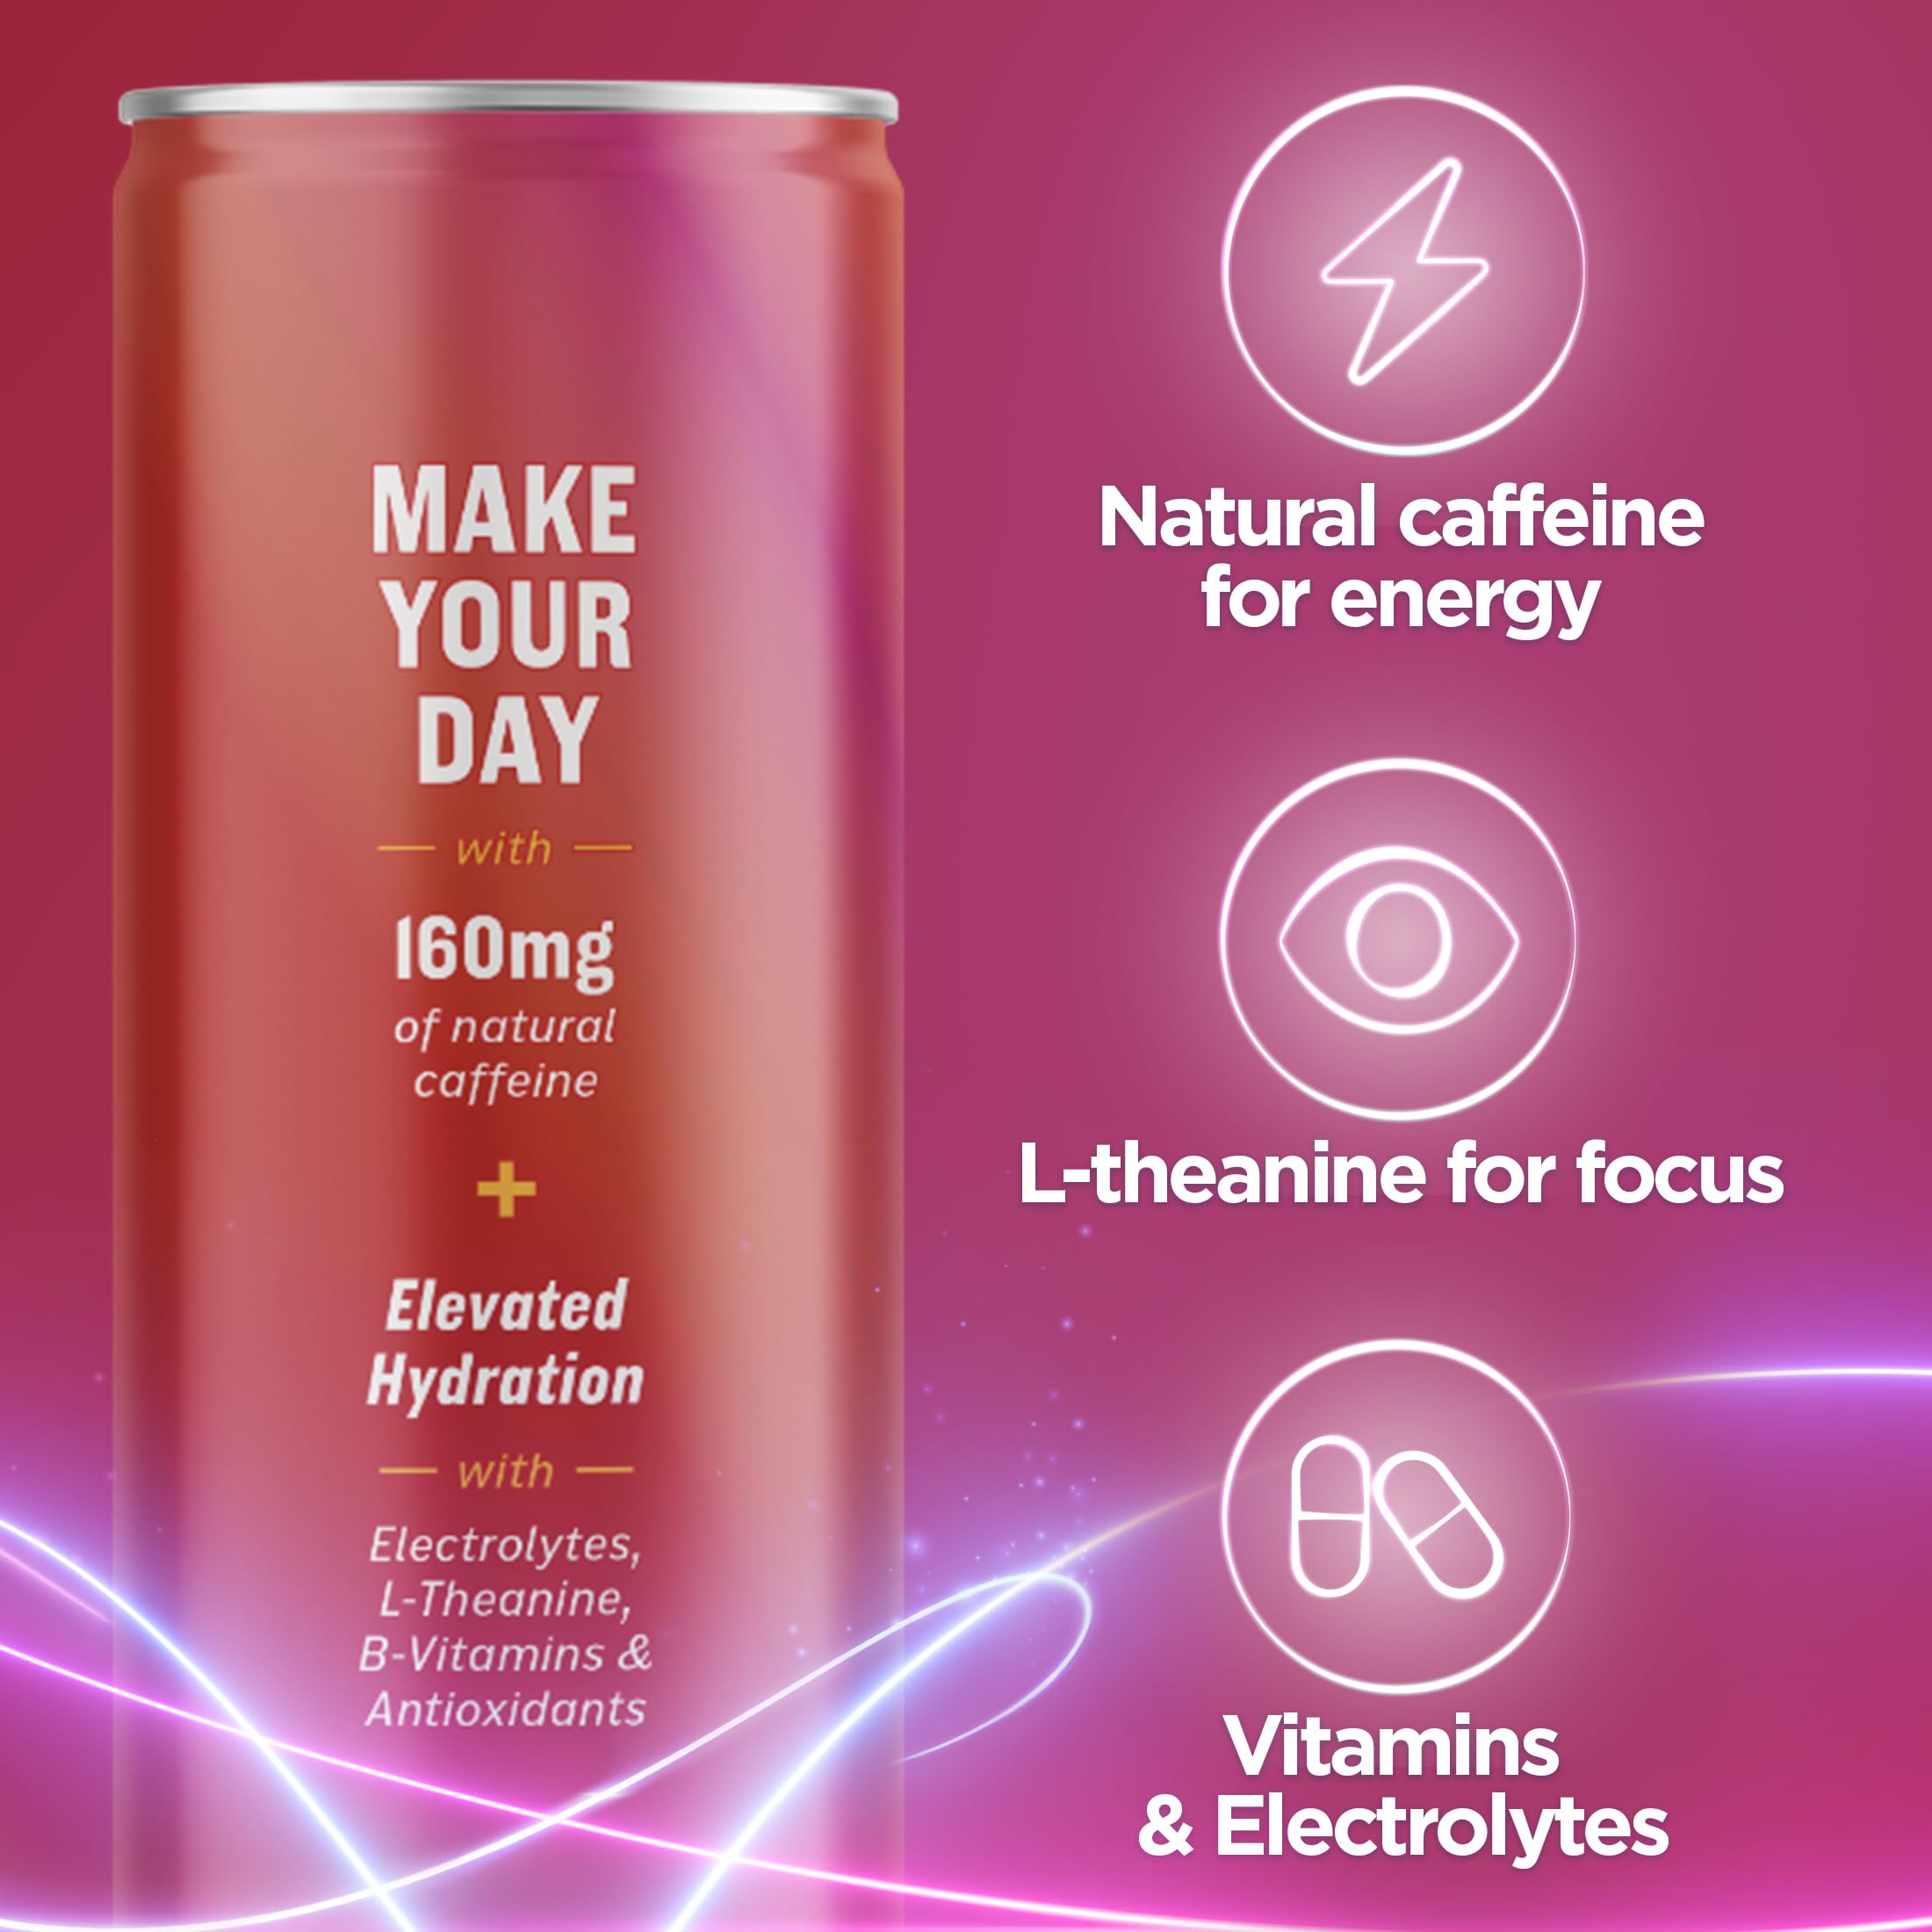 MAKE
YOUR
DAY
with
160mg
of natural
caffeine
+
Elevated
Hydration
with
Electrolytes,
L-Theanine,
B-Vitamins &
Antioxidants
Natural caffeine
for energy
L-theanine for focus
Vitamins
& Electrolytes